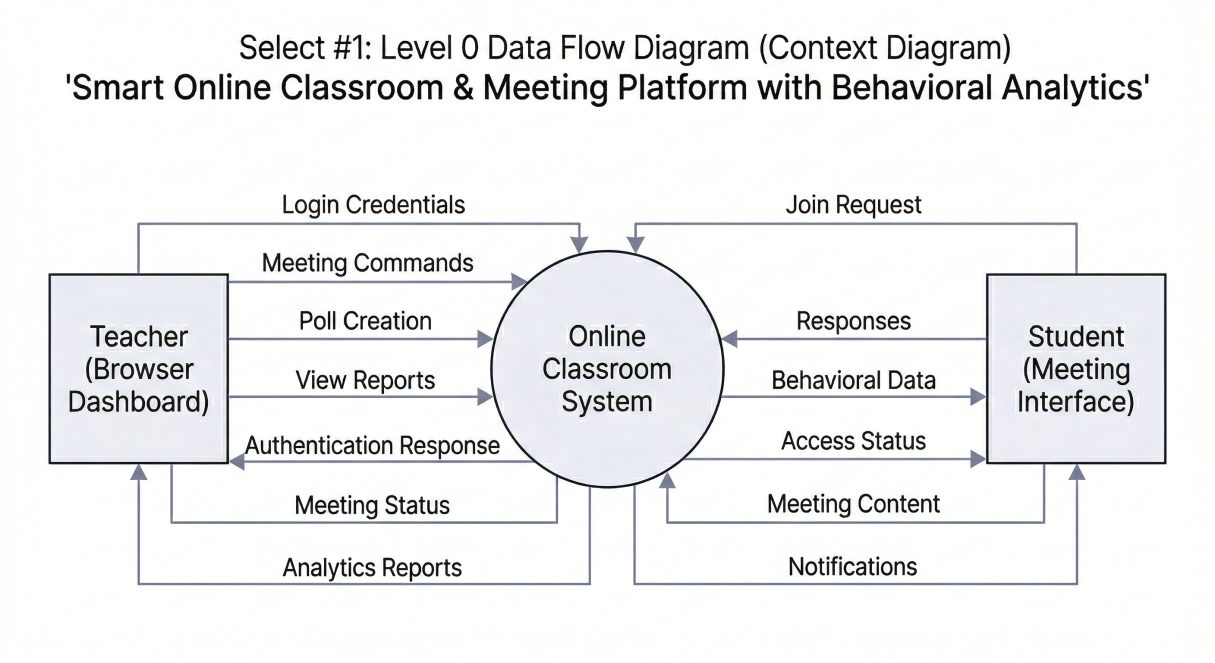 Select #1: Level 0 Data Flow Diagram (Context Diagram)
'Smart Online Classroom & Meeting Platform with Behavioral Analytics'
Login Credentials
Join Request
Meeting Commands
Poll Creation
Responses
Teacher
(Browser
Dashboard)
Online
Classroom
System
Student
(Meeting
Interface)
View Reports
Behavioral Data
Authentication Response
Access Status
Meeting Status
Meeting Content
Analytics Reports
Notifications